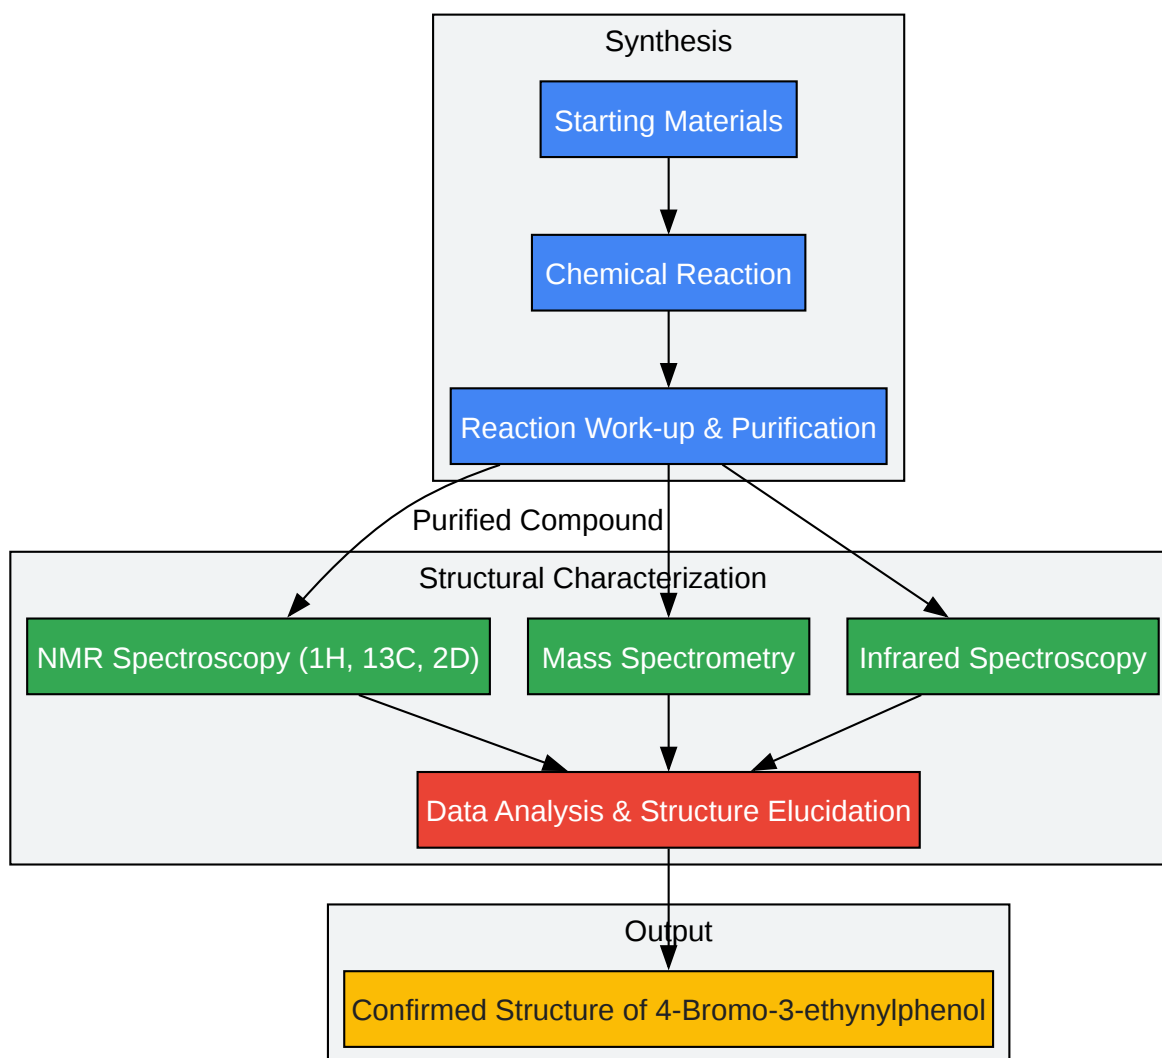 Synthesis
Starting Materials
Chemical Reaction
Reaction Work-up & Purification
Purified Compound
Structural Characterization
NMR Spectroscopy (1H, 13C, 2D)
Mass Spectrometry
Infrared Spectroscopy
Data Analysis & Structure Elucidation
Output
Confirmed Structure of 4-Bromo-3-ethynylphenol